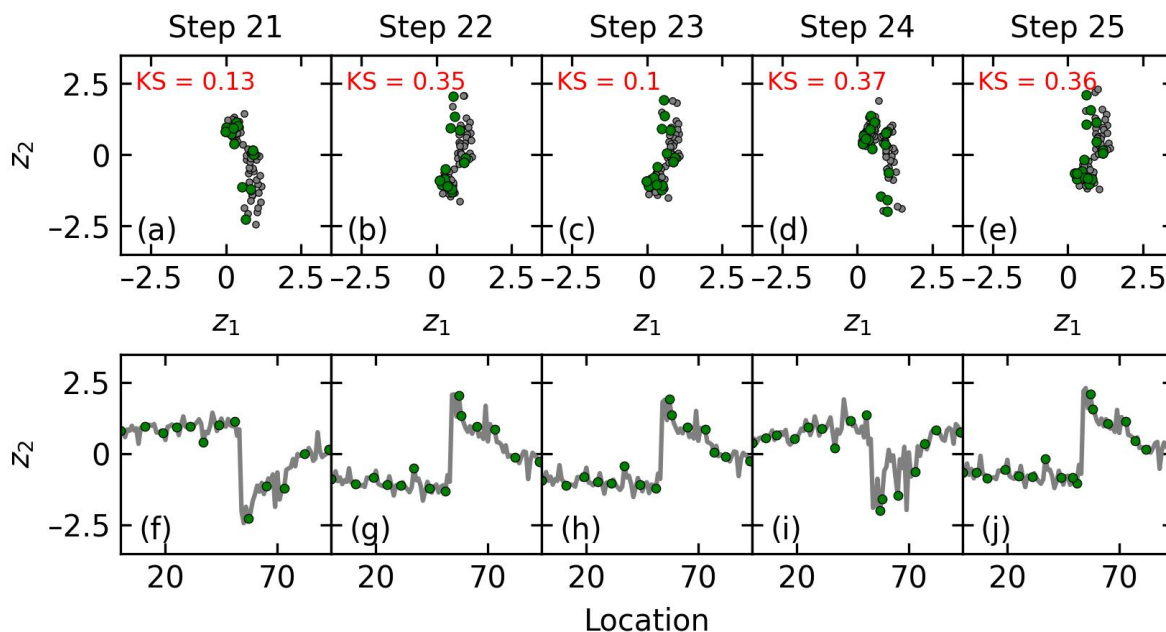 Step 21 Step 22 Step 23 Step 24 Step 25
KS = 0.13 KS = 0.35 KS = 0.1 KS = 0.37 KS = 0.36
2.5
0
−2.5
z₂
(a) (b) (c) (d) (e)
−2.5 0 2.5 −2.5 0 2.5 −2.5 0 2.5 −2.5 0 2.5 −2.5 0 2.5
z₁ z₁ z₁ z₁ z₁
2.5
0
−2.5
z₂
(f) (g) (h) (i) (j)
20 70 20 70 20 70 20 70 20 70
Location